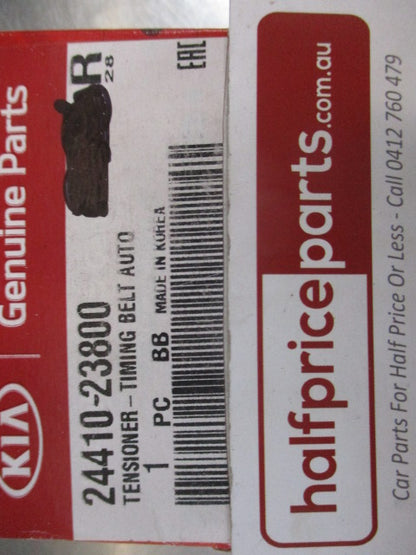 KIA
Genuine Parts
R
28
24410-23800
TENSIONER-TIMING BELT AUTO
1 PC BB MADE IN KOREA
EAC
halfpriceparts.com.au
Car Parts For Half Price Or Less - Call 0412 760 479